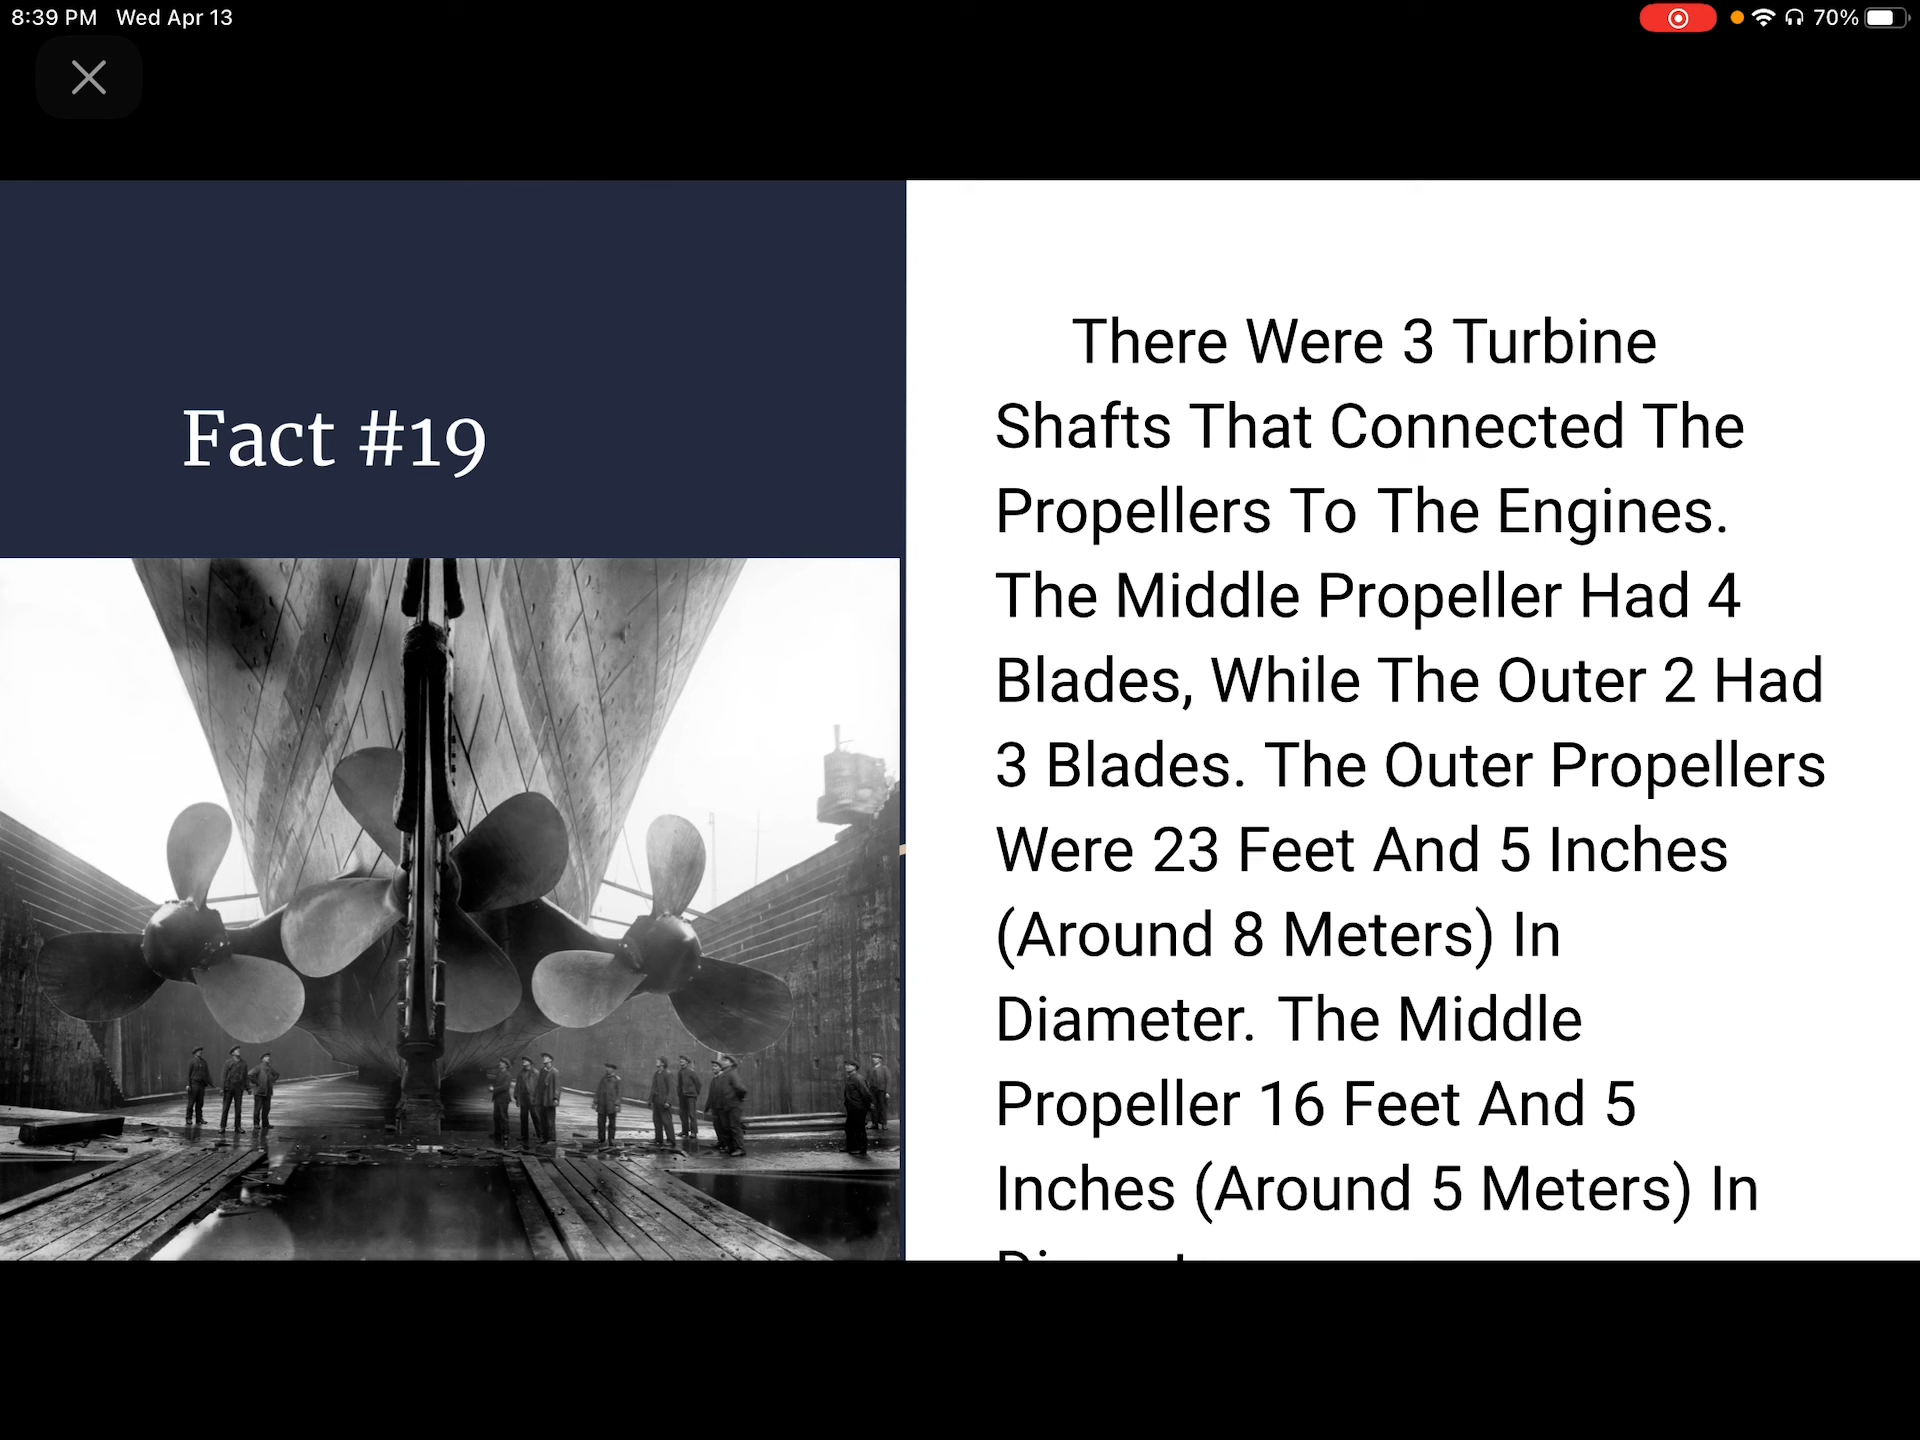 8:39 PM Wed Apr 13
70%
Fact #19
There Were 3 Turbine
Shafts That Connected The
Propellers To The Engines.
The Middle Propeller Had 4
Blades, While The Outer 2 Had
3 Blades. The Outer Propellers
Were 23 Feet And 5 Inches
(Around 8 Meters) In
Diameter. The Middle
Propeller 16 Feet And 5
Inches (Around 5 Meters) In